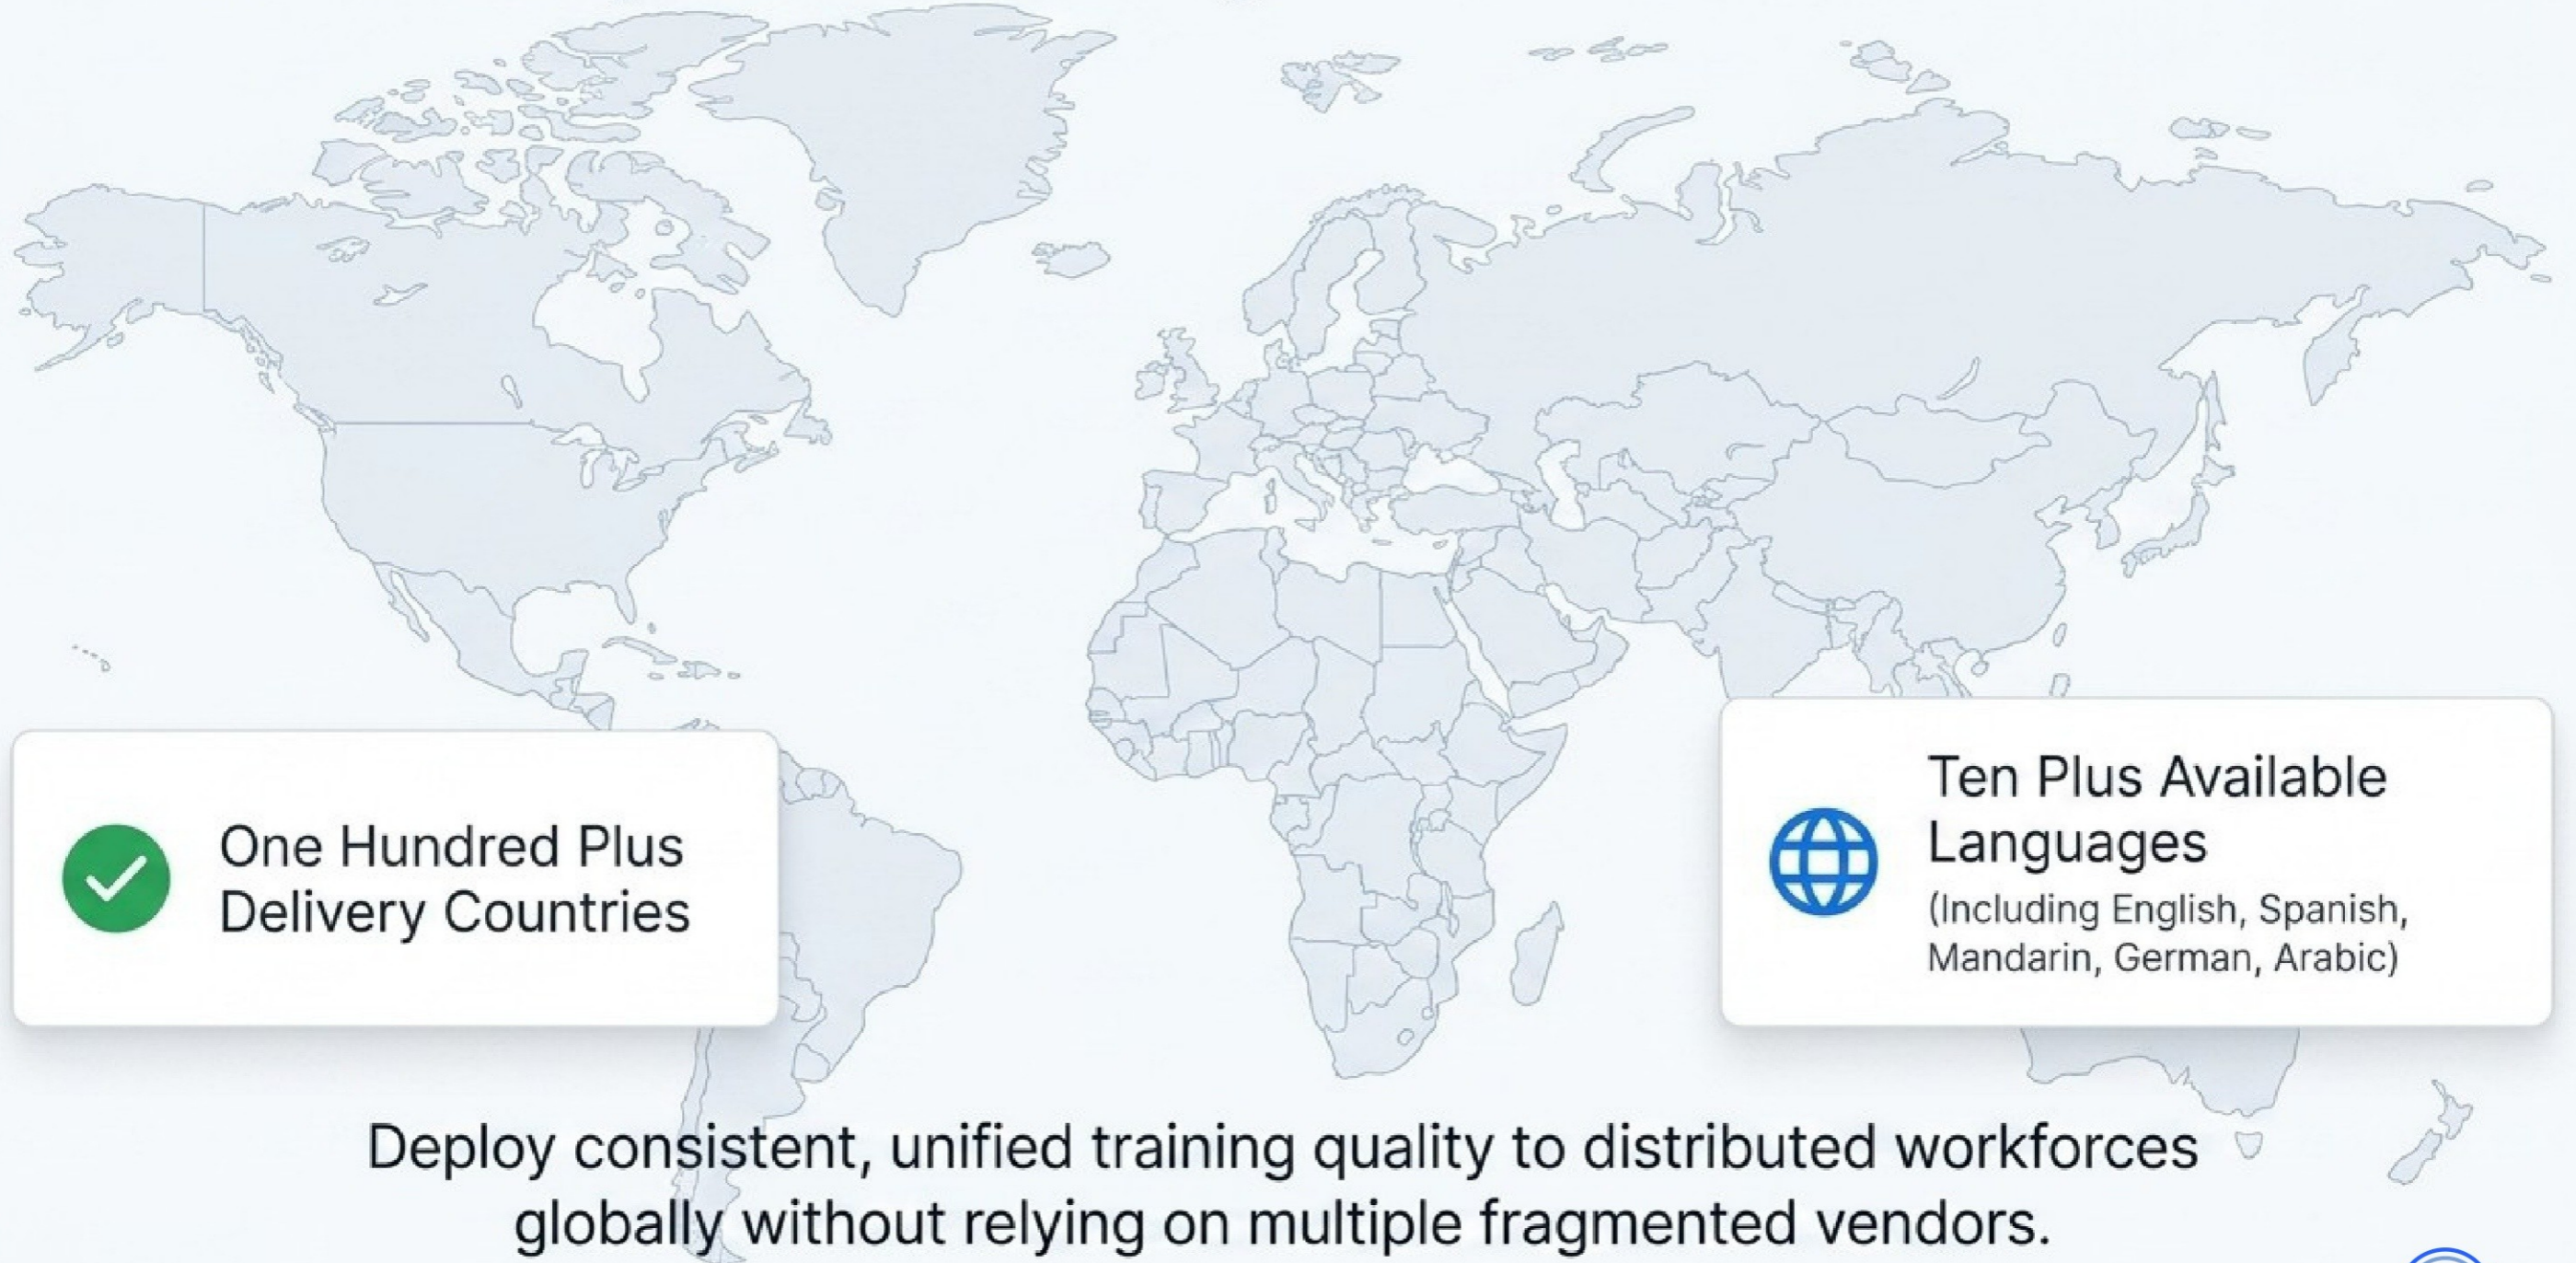 One Hundred Plus
Delivery Countries
Ten Plus Available
Languages
(Including English, Spanish,
Mandarin, German, Arabic)
Deploy consistent, unified training quality to distributed workforces
globally without relying on multiple fragmented vendors.